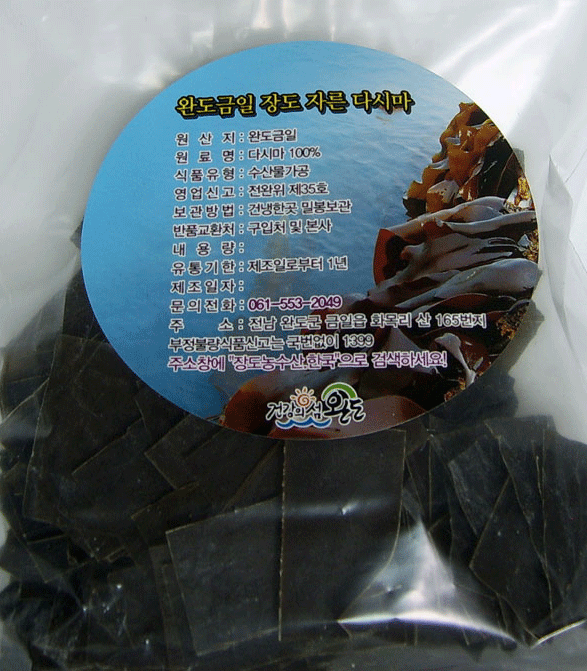 완도금일 장도 자른 다시마
원 산 지 : 완도금일
원 료 명 : 다시마 100%
식품유형 : 수산물가공
영업신고 : 전완위 제35호
보관방법 : 건냉한곳 밀봉보관
반품교환처 : 구입처 및 본사
내 용 량 :
유통기한 : 제조일로부터 1년
제조일자 :
문의전화 : 061-553-2049
주 소 : 전남 완도군 금일읍 화목리 산 165번지
부정불량식품신고는 국번없이 1399
주소창에 "장도농수산.한국"으로 검색하세요!
건강의섬 완도